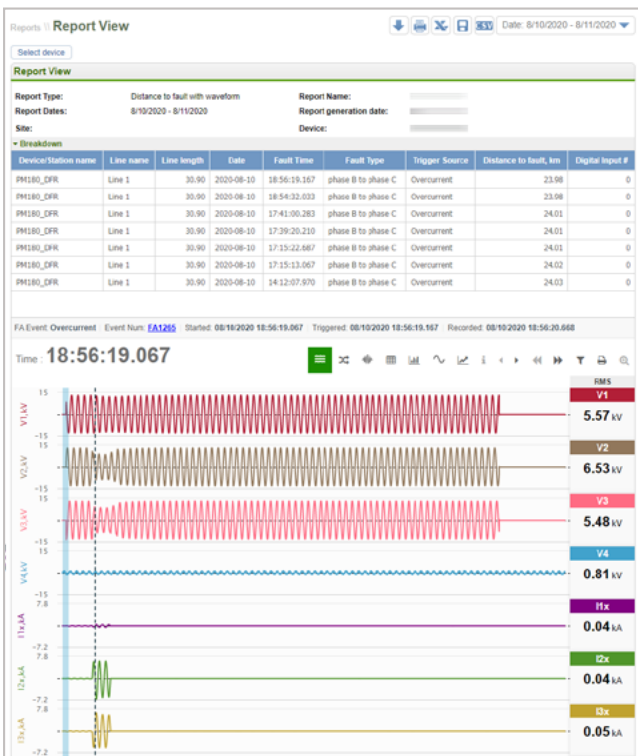 Reports \\ Report View
Date: 8/10/2020 - 8/11/2020
Select device
Report View
Report Type: Distance to fault with waveform Report Name:
Report Dates: 8/10/2020 - 8/11/2020 Report generation date:
Site: Device:
Breakdown
Device/Station name Line name Line length Date Fault Time Fault Type Trigger Source Distance to fault, km Digital Input #
PM180_DFR Line 1 30.90 2020-08-10 18:56:19.167 phase B to phase C Overcurrent 23.98 0
PM180_DFR Line 1 30.90 2020-08-10 18:54:32.033 phase B to phase C Overcurrent 23.98 0
PM180_DFR Line 1 30.90 2020-08-10 17:41:00.283 phase B to phase C Overcurrent 24.01 0
PM180_DFR Line 1 30.90 2020-08-10 17:39:20.210 phase B to phase C Overcurrent 24.01 0
PM180_DFR Line 1 30.90 2020-08-10 17:15:22.687 phase B to phase C Overcurrent 24.01 0
PM180_DFR Line 1 30.90 2020-08-10 17:15:13.067 phase B to phase C Overcurrent 24.02 0
PM180_DFR Line 1 30.90 2020-08-10 14:12:07.970 phase B to phase C Overcurrent 24.03 0
FA Event: Overcurrent Event Num: FA1265 Started: 08/10/2020 18:56:19.067 Triggered: 08/10/2020 18:56:19.167 Recorded: 08/10/2020 18:56:20.668
Time: 18:56:19.067
RMS
15
V1,kV
-15
V1
5.57 kV
15
V2,kV
-15
V2
6.53 kV
15
V3,kV
-15
V3
5.48 kV
15
V4,kV
-15
V4
0.81 kV
7.8
I1x,kA
-7.2
I1x
0.04 kA
7.8
I2x,kA
-7.2
I2x
0.04 kA
7.8
I3x,kA
-7.2
I3x
0.05 kA